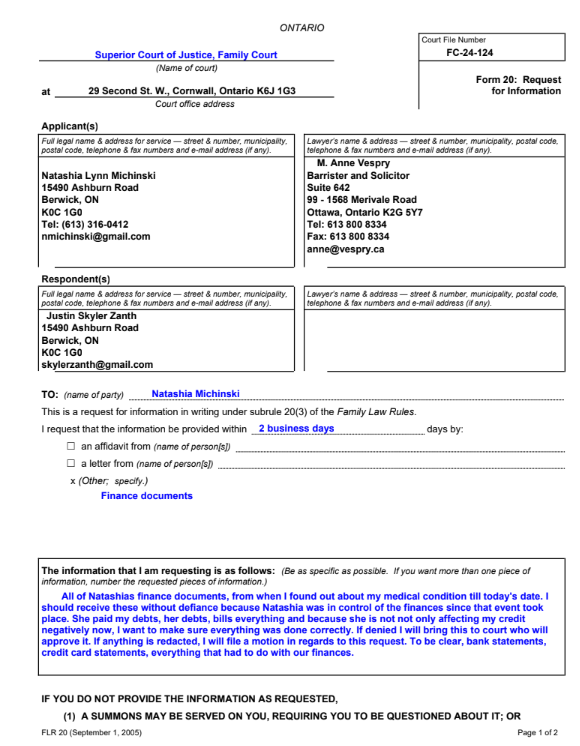 ONTARIO
Court File Number
Superior Court of Justice, Family Court
FC-24-124
(Name of court)
Form 20: Request
for Information
at 29 Second St. W., Cornwall, Ontario K6J 1G3
Court office address
Applicant(s)
Full legal name & address for service — street & number, municipality,
postal code, telephone & fax numbers and e-mail address (if any).
Natashia Lynn Michinski
15490 Ashburn Road
Berwick, ON
K0C 1G0
Tel: (613) 316-0412
nmichinski@gmail.com
Lawyer's name & address — street & number, municipality, postal code,
telephone & fax numbers and e-mail address (if any).
M. Anne Vespry
Barrister and Solicitor
Suite 642
99 - 1568 Merivale Road
Ottawa, Ontario K2G 5Y7
Tel: 613 800 8334
Fax: 613 800 8334
anne@vespry.ca
Respondent(s)
Full legal name & address for service — street & number, municipality,
postal code, telephone & fax numbers and e-mail address (if any).
Justin Skyler Zanth
15490 Ashburn Road
Berwick, ON
K0C 1G0
skylerzanth@gmail.com
Lawyer's name & address — street & number, municipality, postal code,
telephone & fax numbers and e-mail address (if any).
TO: (name of party) Natashia Michinski
This is a request for information in writing under subrule 20(3) of the Family Law Rules.
I request that the information be provided within 2 business days days by:
☐ an affidavit from (name of person[s])
☐ a letter from (name of person[s])
x (Other; specify.)
Finance documents
The information that I am requesting is as follows: (Be as specific as possible. If you want more than one piece of
information, number the requested pieces of information.)
All of Natashias finance documents, from when I found out about my medical condition till today's date. I
should receive these without defiance because Natashia was in control of the finances since that event took
place. She paid my debts, her debts, bills everything and because she is not not only affecting my credit
negatively now, I want to make sure everything was done correctly. If denied I will bring this to court who will
approve it. If anything is redacted, I will file a motion in regards to this request. To be clear, bank statements,
credit card statements, everything that had to do with our finances.
IF YOU DO NOT PROVIDE THE INFORMATION AS REQUESTED,
(1) A SUMMONS MAY BE SERVED ON YOU, REQUIRING YOU TO BE QUESTIONED ABOUT IT; OR
FLR 20 (September 1, 2005)
Page 1 of 2